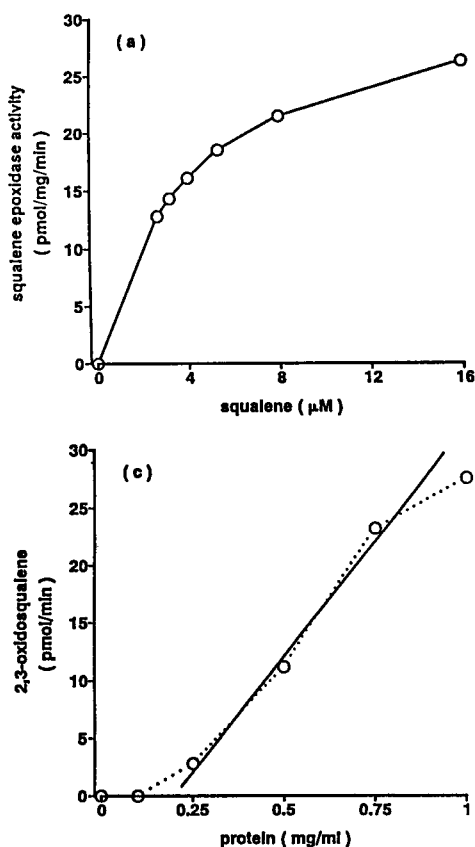 ( a )
squalene epoxidase activity
( pmol/mg/min )
30
25
20
15
10
5
0
0 4 8 12 16
squalene ( μM )
( c )
2,3-oxidosqualene
( pmol/min )
30
25
20
15
10
5
0
0 0.25 0.5 0.75 1
protein ( mg/ml )